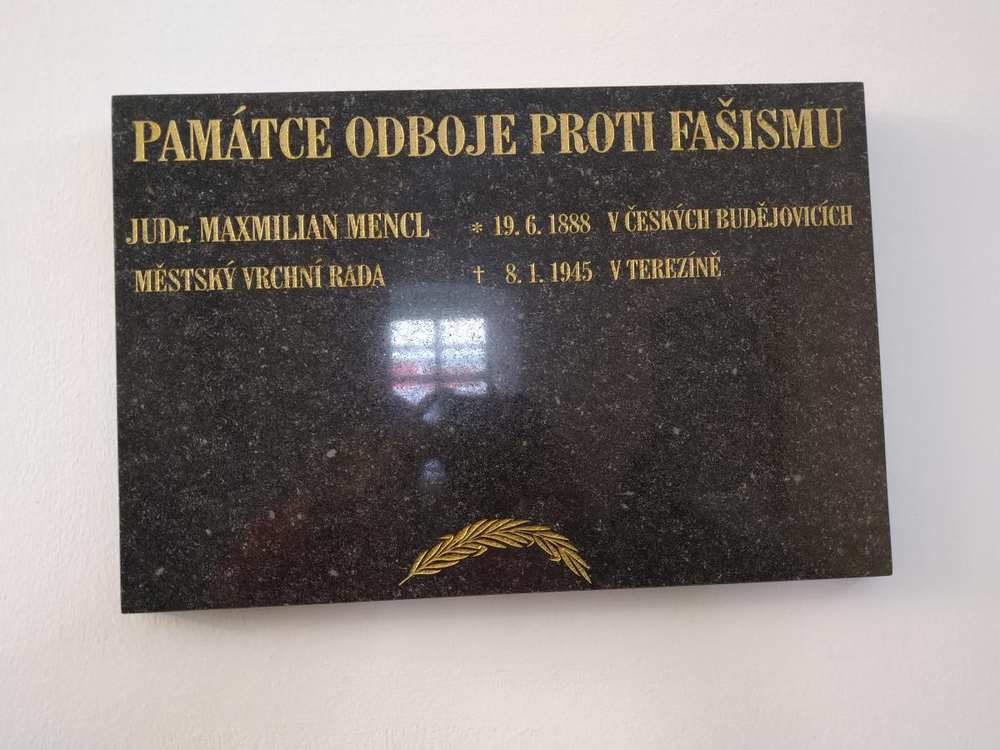 PAMÁTCE ODBOJE PROTI FAŠISMU
JUDr. MAXMILIAN MENCL * 19. 6. 1888 V ČESKÝCH BUDĚJOVICÍCH
MĚSTSKÝ VRCHNÍ RADA † 8. 1. 1945 V TEREZÍNĚ